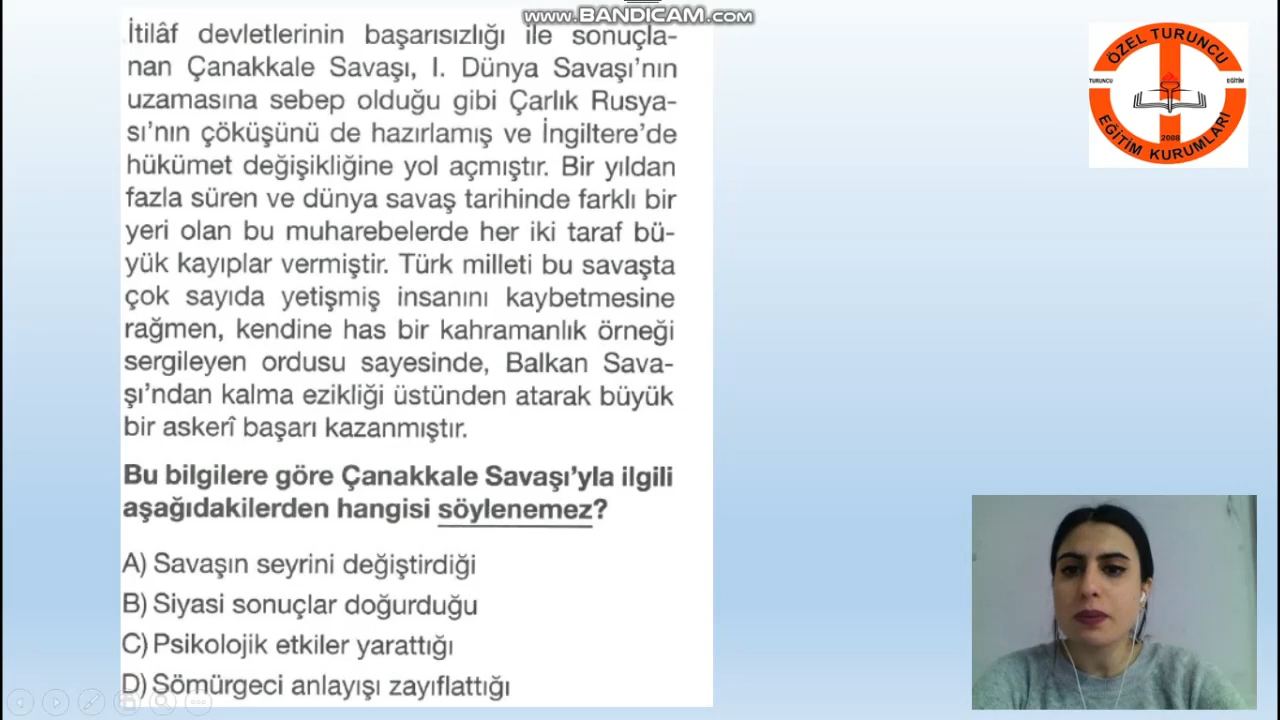 www.BANDICAM.com
İtilâf devletlerinin başarısızlığı ile sonuçla-
nan Çanakkale Savaşı, I. Dünya Savaşı'nın
uzamasına sebep olduğu gibi Çarlık Rusya-
sı'nın çöküşünü de hazırlamış ve İngiltere'de
hükümet değişikliğine yol açmıştır. Bir yıldan
fazla süren ve dünya savaş tarihinde farklı bir
yeri olan bu muharebelerde her iki taraf bü-
yük kayıplar vermiştir. Türk milleti bu savaşta
çok sayıda yetişmiş insanını kaybetmesine
rağmen, kendine has bir kahramanlık örneği
sergileyen ordusu sayesinde, Balkan Sava-
şı'ndan kalma ezikliği üstünden atarak büyük
bir askerî başarı kazanmıştır.
Bu bilgilere göre Çanakkale Savaşı'yla ilgili
aşağıdakilerden hangisi söylenemez?
A) Savaşın seyrini değiştirdiği
B) Siyasi sonuçlar doğurduğu
C) Psikolojik etkiler yarattığı
D) Sömürgeci anlayışı zayıflattığı
ÖZEL TURUNCU
TURUNCU EĞİTİM
2008
EĞİTİM KURUMLARI